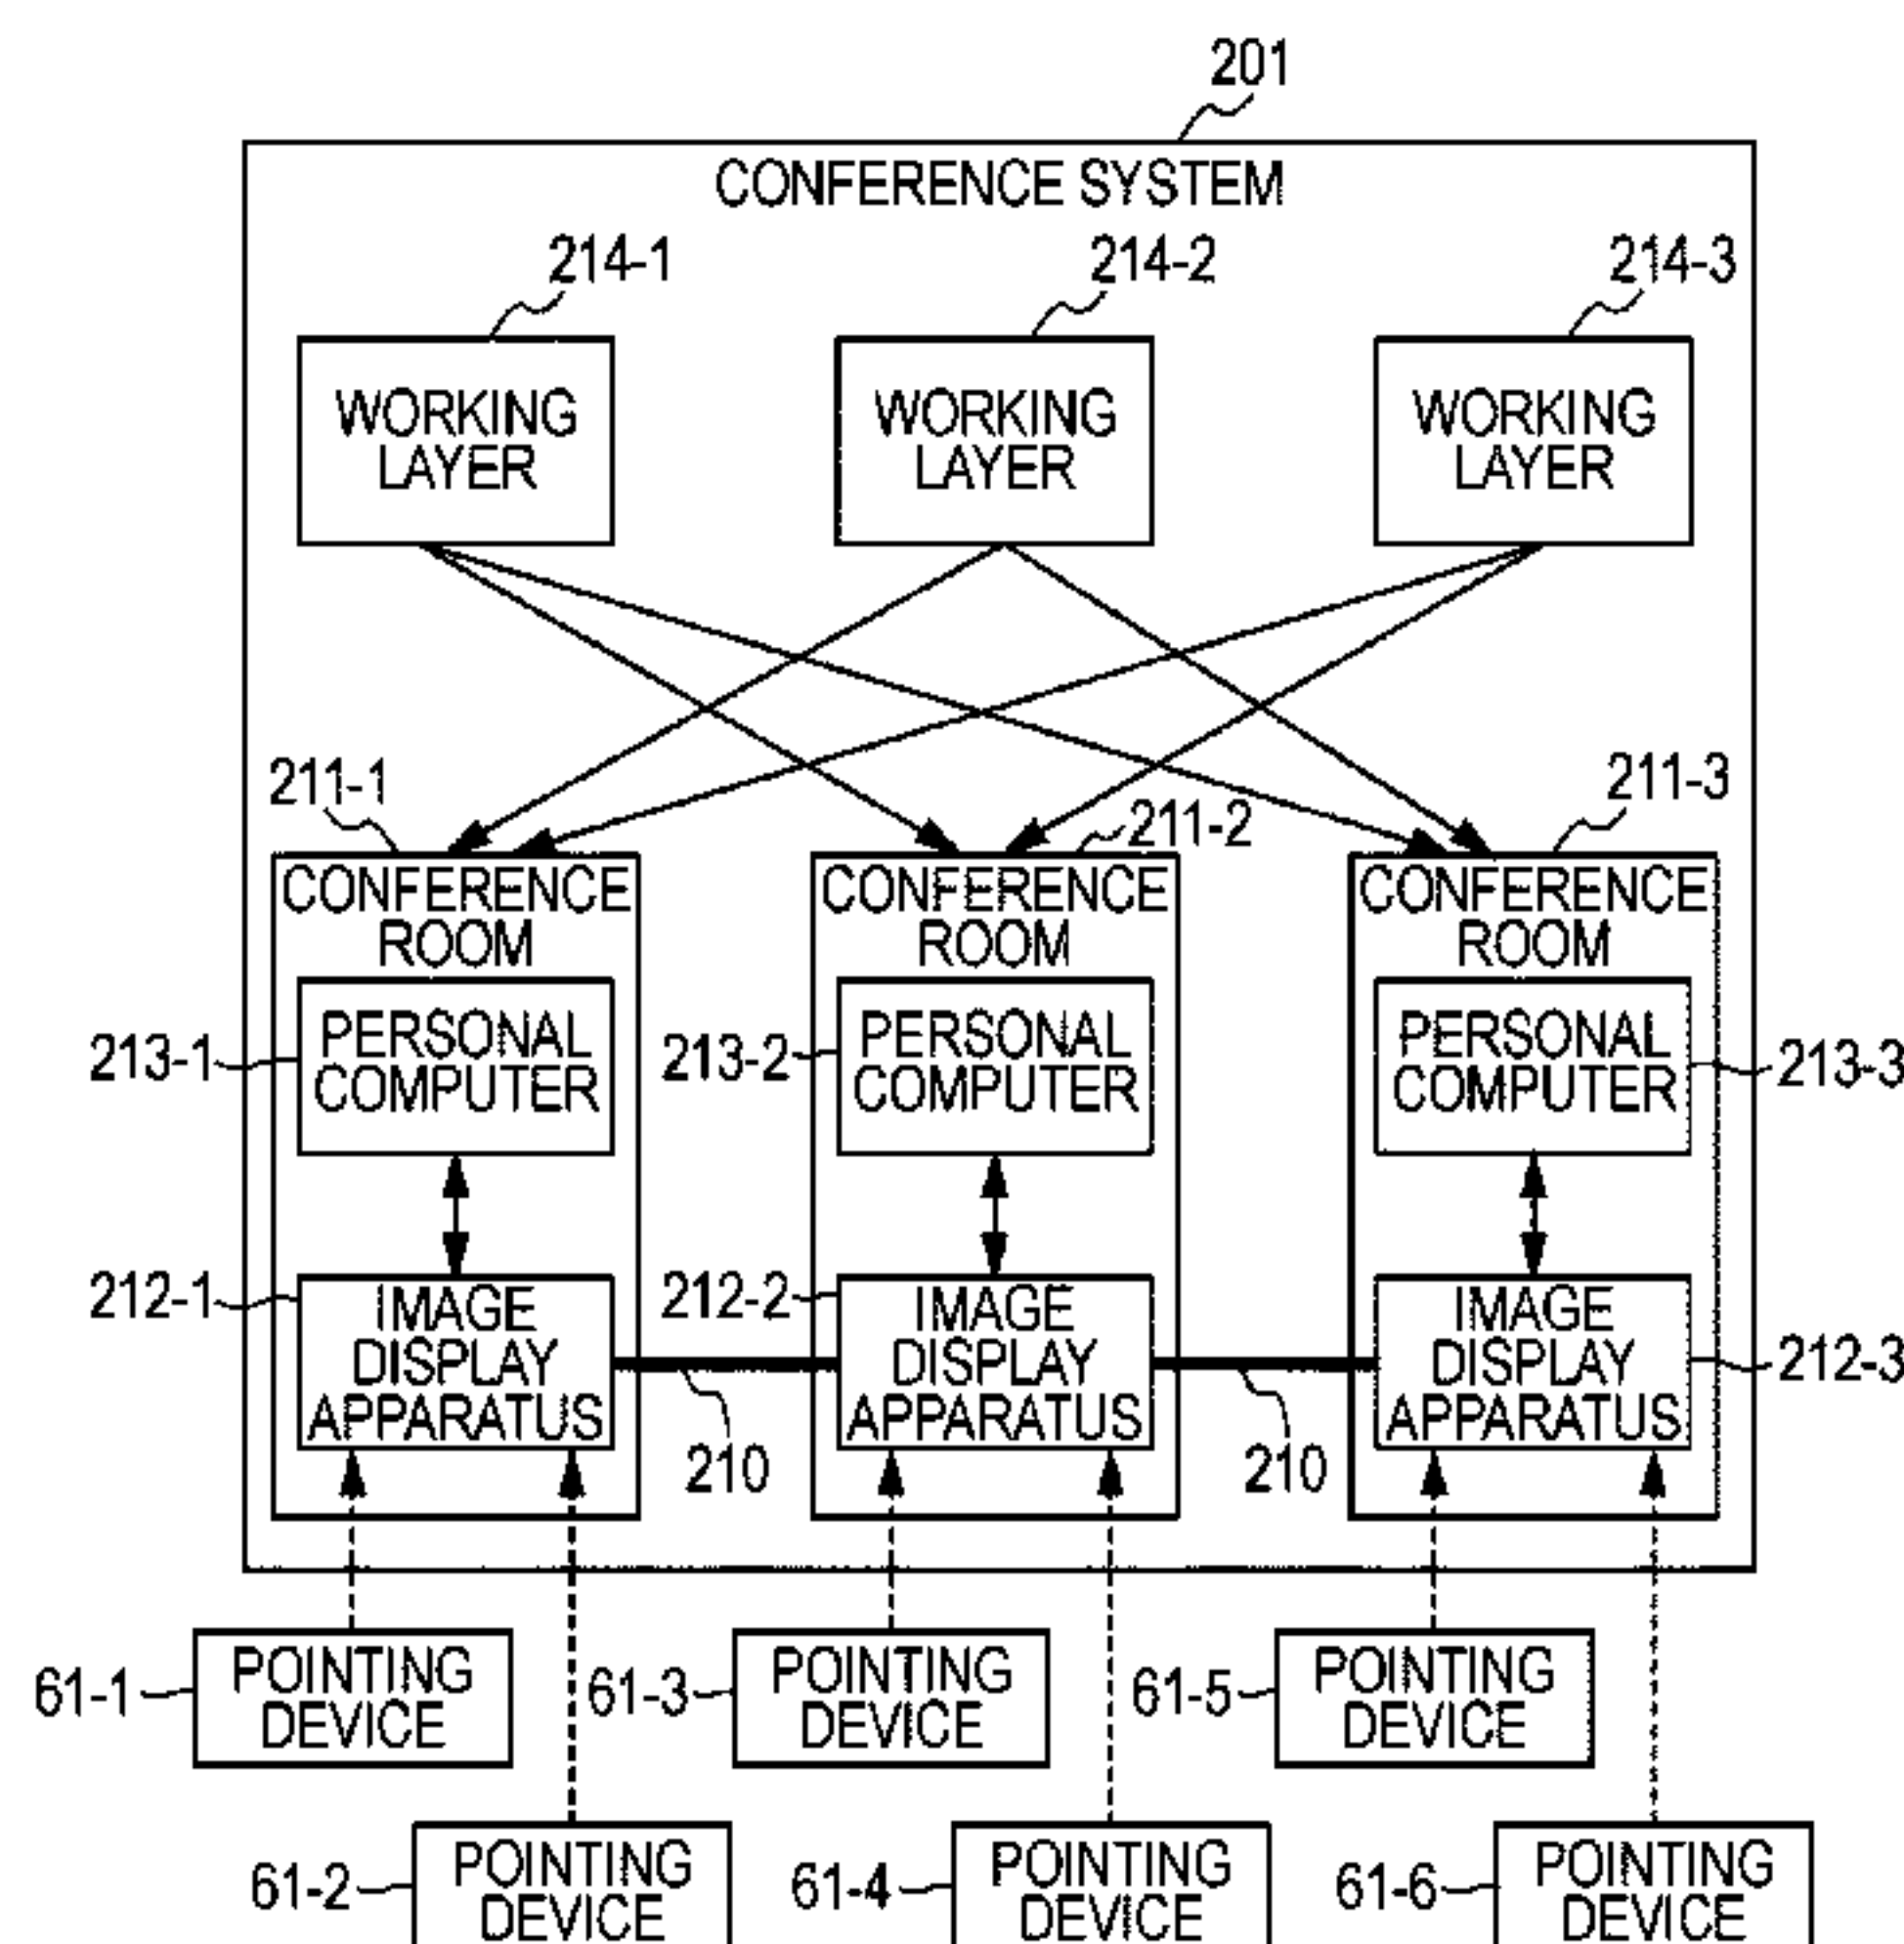 201
CONFERENCE SYSTEM
214-1
214-2
214-3
WORKING
LAYER
WORKING
LAYER
WORKING
LAYER
211-1
211-2
211-3
CONFERENCE
ROOM
CONFERENCE
ROOM
CONFERENCE
ROOM
213-1
PERSONAL
COMPUTER
213-2
PERSONAL
COMPUTER
PERSONAL
COMPUTER
213-3
212-1
IMAGE
DISPLAY
APPARATUS
212-2
IMAGE
DISPLAY
APPARATUS
IMAGE
DISPLAY
APPARATUS
212-3
210
210
61-1
POINTING
DEVICE
61-3
POINTING
DEVICE
61-5
POINTING
DEVICE
61-2
POINTING
DEVICE
61-4
POINTING
DEVICE
61-6
POINTING
DEVICE